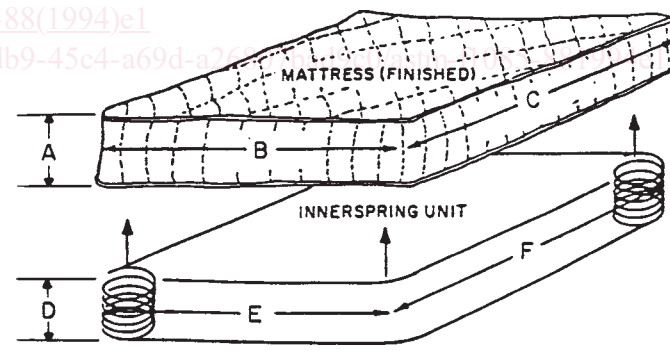 -88(1994)e1
MATTRESS (FINISHED)
C
A
B
INNERSPRING UNIT
F
D
E